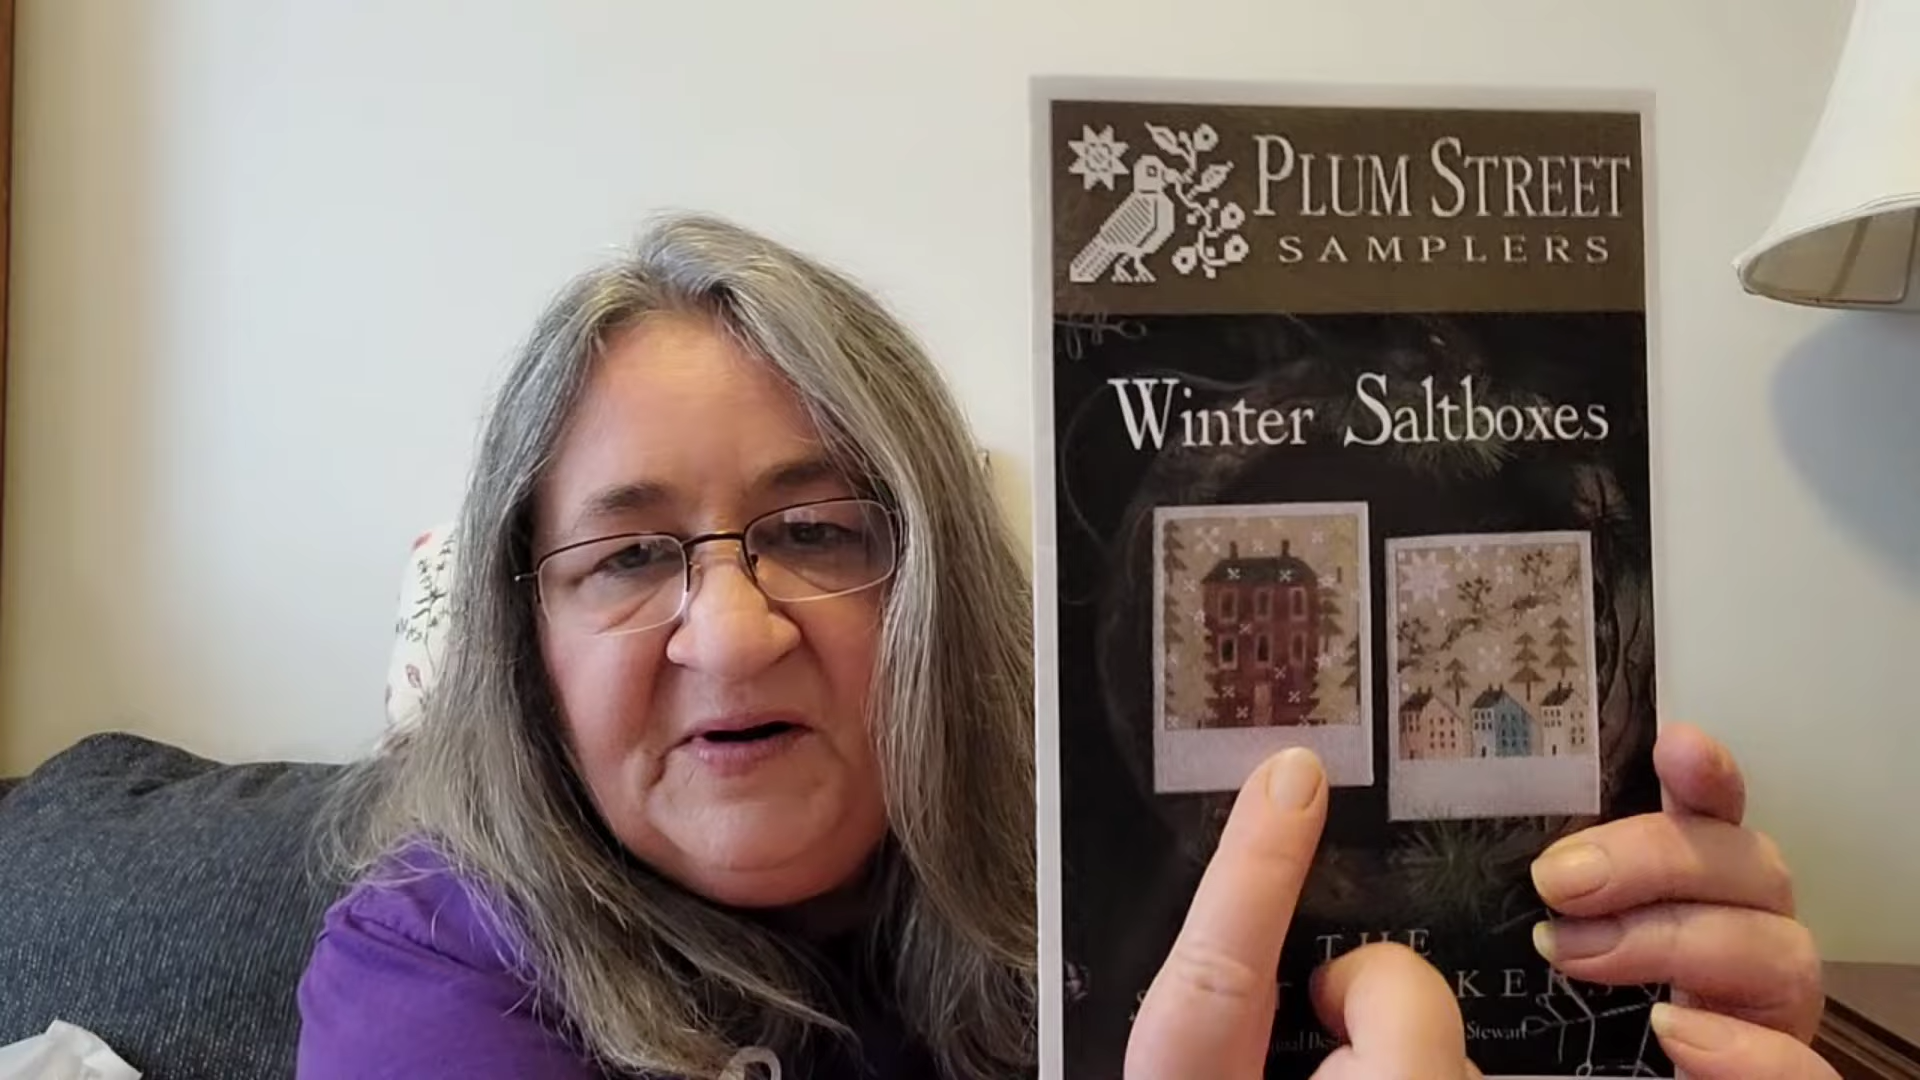 PLUM STREET
SAMPLERS
Winter Saltboxes
THE
Stewart